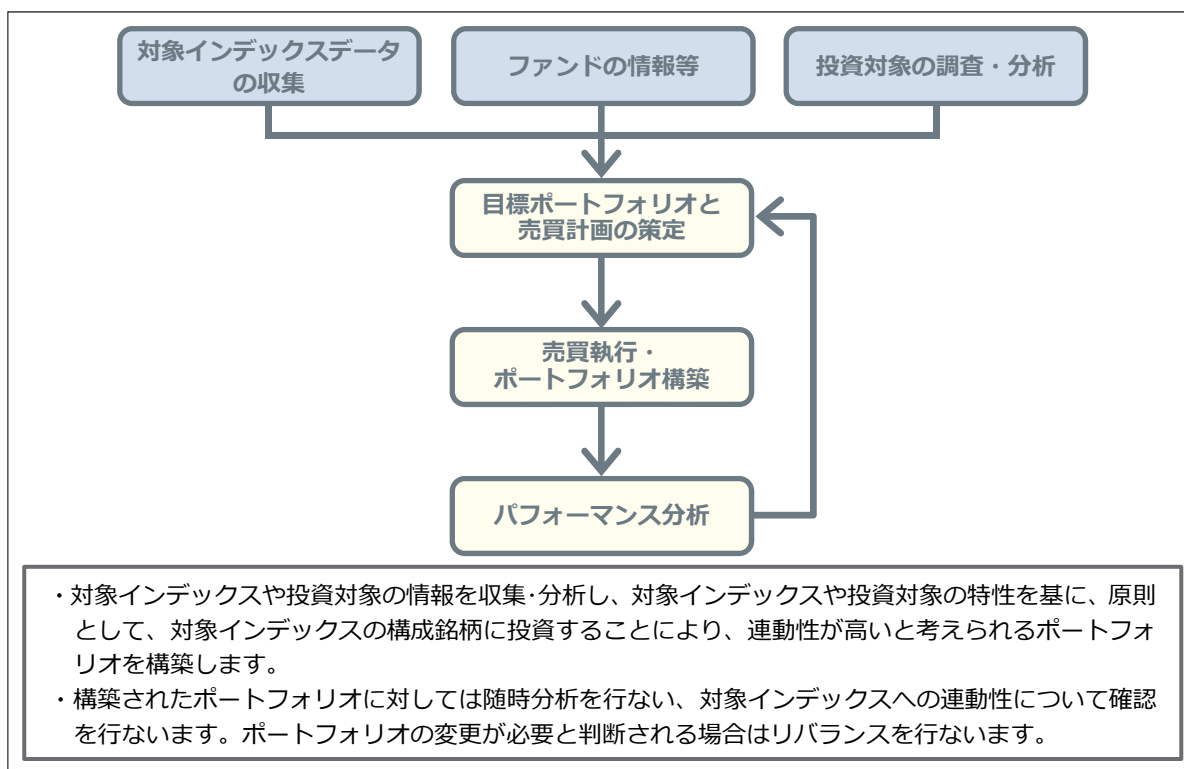 対象インデックスデータ
の収集
ファンドの情報等
投資対象の調査・分析
目標ポートフォリオと
売買計画の策定
売買執行・
ポートフォリオ構築
パフォーマンス分析
・対象インデックスや投資対象の情報を収集･分析し、対象インデックスや投資対象の特性を基に、原則
として、対象インデックスの構成銘柄に投資することにより、連動性が高いと考えられるポートフォ
リオを構築します。
・構築されたポートフォリオに対しては随時分析を行ない、対象インデックスへの連動性について確認
を行ないます。ポートフォリオの変更が必要と判断される場合はリバランスを行ないます。